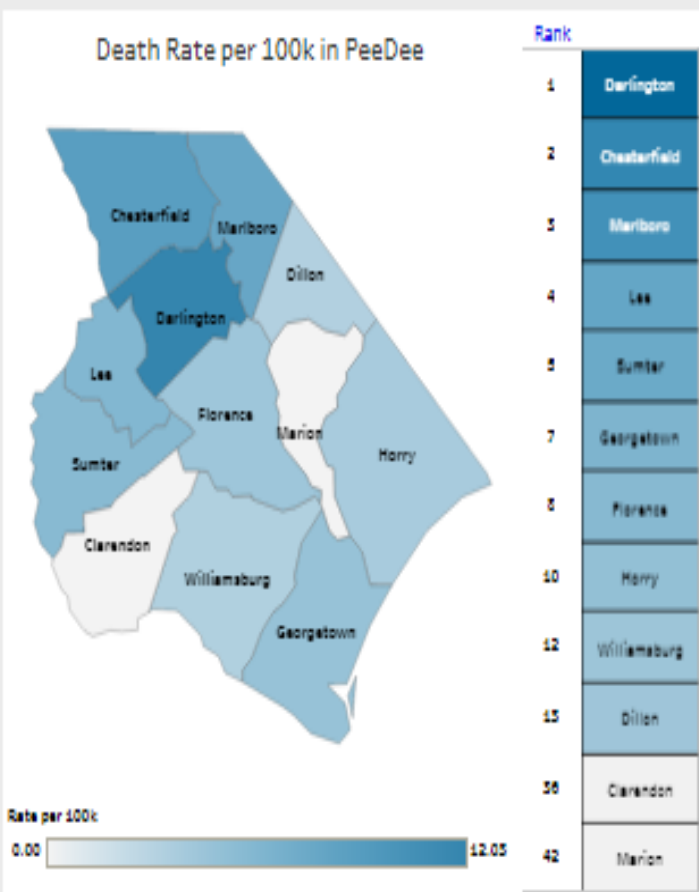 Death Rate per 100k in PeeDee
Chesterfield
Marlboro
Dillon
Darlington
Lee
Florence
Marion
Horry
Sumter
Clarendon
Williamsburg
Georgetown
Rate per 100k
0.00
12.05
Rank
1 Darlington
2 Chesterfield
3 Marlboro
4 Lee
5 Sumter
7 Georgetown
8 Florence
10 Horry
12 Williamsburg
13 Dillon
Clarendon
42 Marion